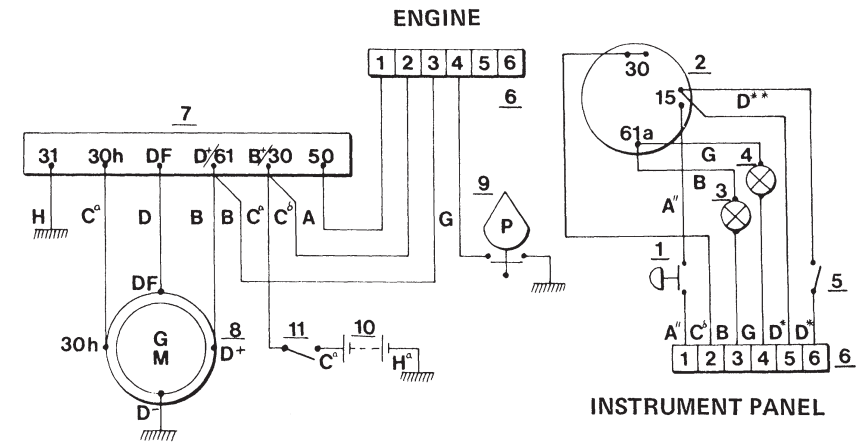 ENGINE
1 2 3 4 5 6
6
7
31 30h DF D+/61 B+/30 50
H Cᵃ D B B Cᵃ Cᵇ A
G
9
P
DF
30h
G
M
8
D+
D-
11
Cᵃ
10
Hᵃ
30
2
15
D**
61a
G
4
B
3
A"
1
5
A" Cᵇ B G D* D*
1 2 3 4 5 6
6
INSTRUMENT PANEL